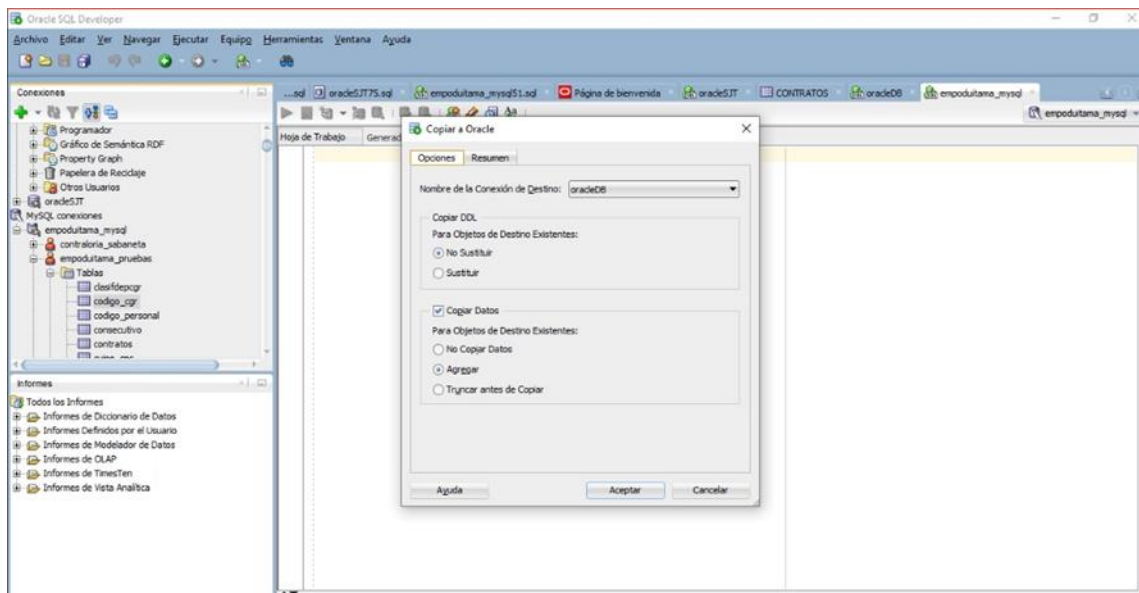 Oracle SQL Developer
Archivo Editar Ver Navegar Ejecutar Equipo Herramientas Ventana Ayuda
Conexiones
...sql oracleSJT75.sql empoduitama_mysql51.sql Página de bienvenida oracleSJT CONTRATOS oracleDB empoduitama_mysql
empoduitama_mysql
Hoja de Trabajo Generad
Programador
Gráfico de Semántica RDF
Property Graph
Papelera de Reciclaje
Otros Usuarios
oracleSJT
MySQL conexiones
empoduitama_mysql
contraloria_sabaneta
empoduitama_pruebas
Tablas
clasifdepcgr
codigo_cgr
codigo_personal
consecutivo
contratos
Informes
Todos los Informes
Informes de Diccionario de Datos
Informes Definidos por el Usuario
Informes de Modelador de Datos
Informes de OLAP
Informes de TimesTen
Informes de Vista Analítica
Copiar a Oracle
Opciones Resumen
Nombre de la Conexión de Destino: oracleDB
Copiar DDL
Para Objetos de Destino Existentes:
No Sustituir
Sustituir
Copiar Datos
Para Objetos de Destino Existentes:
No Copiar Datos
Agregar
Truncar antes de Copiar
Ayuda Aceptar Cancelar